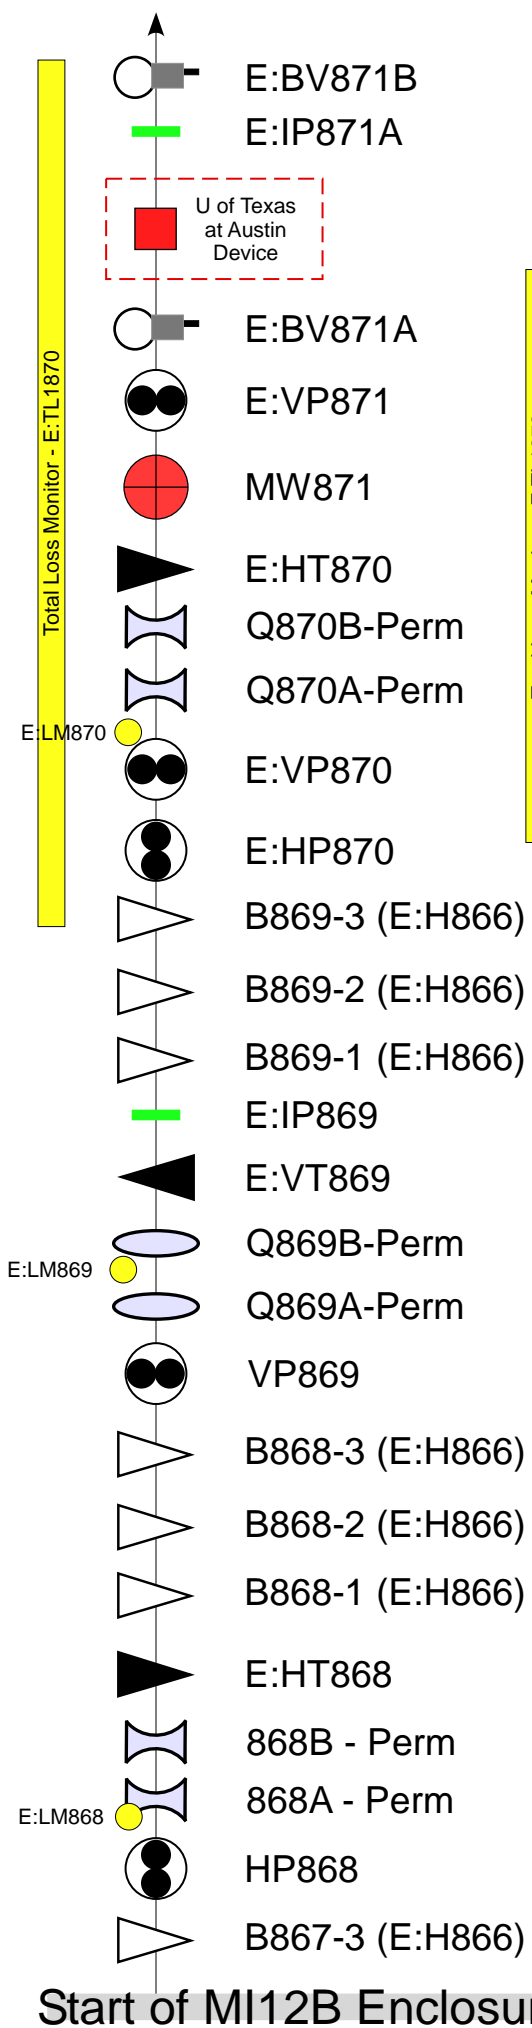 E:BV871B
E:IP871A
U of Texas
at Austin
Device
E:BV871A
E:VP871
Total Loss Monitor - E:TL1870
MW871
E:HT870
Q870B-Perm
Q870A-Perm
E:LM870
E:VP870
E:HP870
B869-3 (E:H866)
B869-2 (E:H866)
B869-1 (E:H866)
E:IP869
E:VT869
Q869B-Perm
E:LM869
Q869A-Perm
VP869
B868-3 (E:H866)
B868-2 (E:H866)
B868-1 (E:H866)
E:HT868
868B - Perm
868A - Perm
E:LM868
HP868
B867-3 (E:H866)
Start of MI12B Enclosu